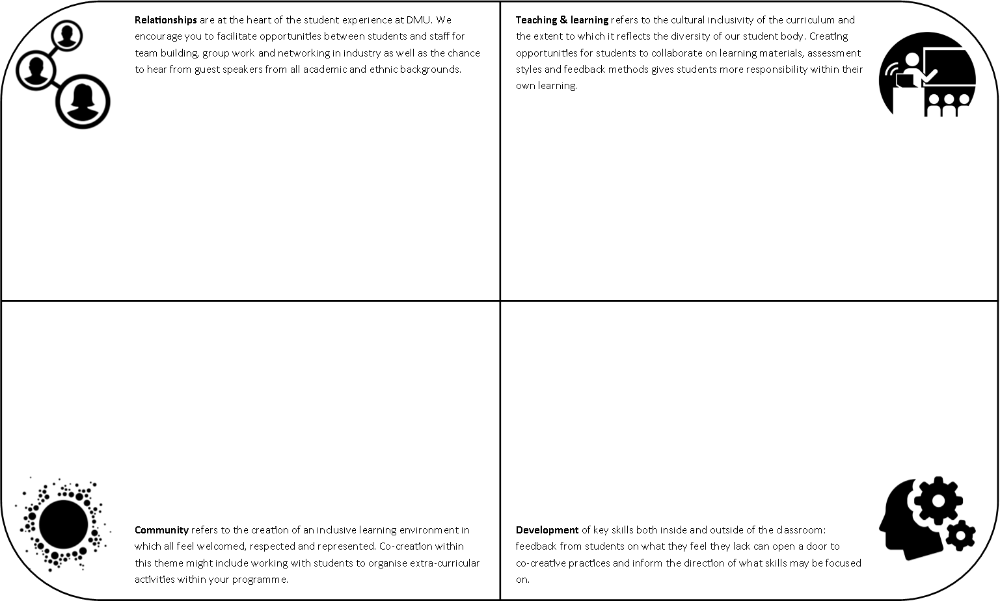 Relationships are at the heart of the student experience at DMU. We
encourage you to facilitate opportunities between students and staff for
team building, group work and networking in industry as well as the chance
to hear from guest speakers from all academic and ethnic backgrounds.
Teaching & learning refers to the cultural inclusivity of the curriculum and
the extent to which it reflects the diversity of our student body. Creating
opportunities for students to collaborate on learning materials, assessment
styles and feedback methods gives students more responsibility within their
own learning.
Community refers to the creation of an inclusive learning environment in
which all feel welcomed, respected and represented. Co-creation within
this theme might include working with students to organise extra-curricular
activities within your programme.
Development of key skills both inside and outside of the classroom:
feedback from students on what they feel they lack can open a door to
co-creative practices and inform the direction of what skills may be focused
on.